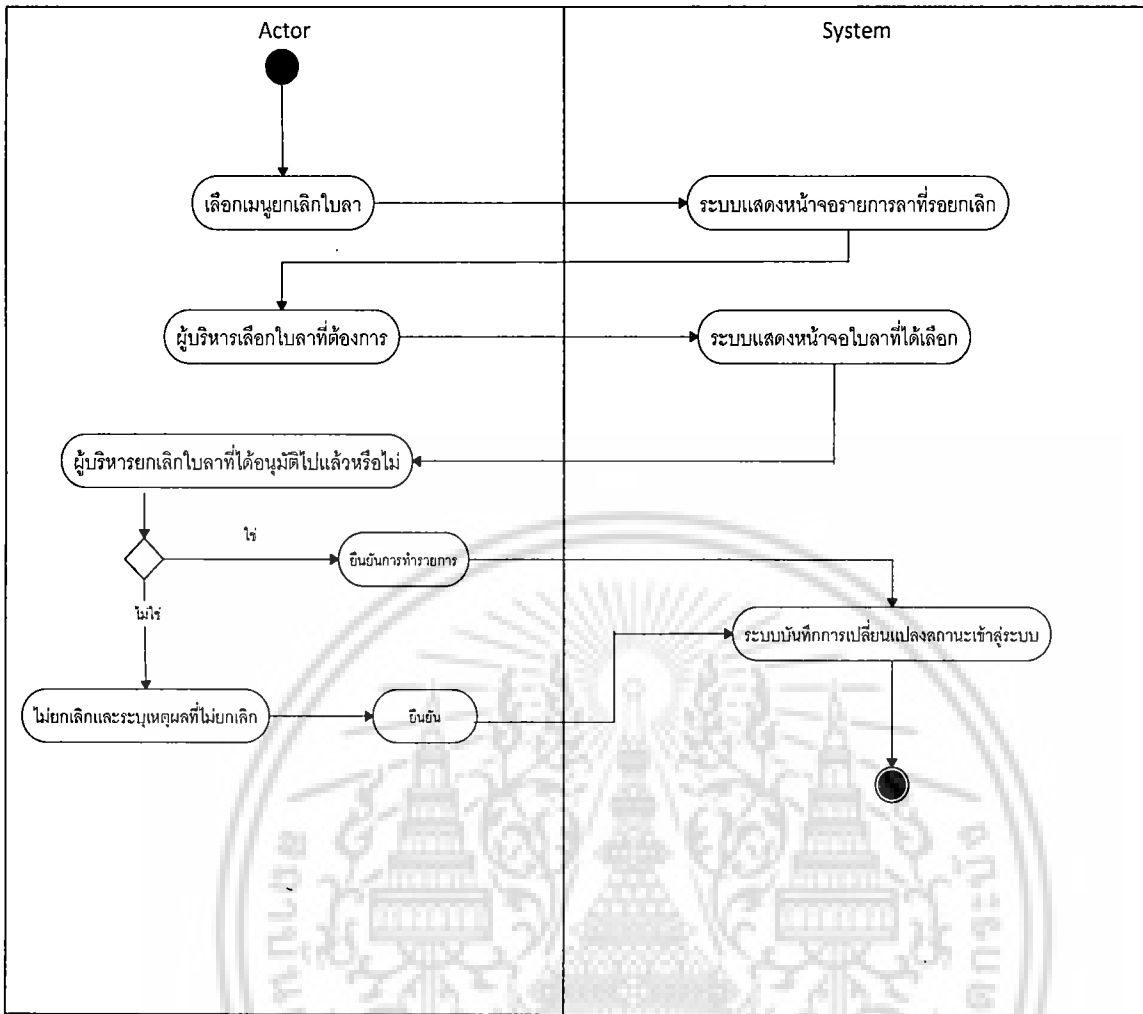 Actor
System
เลือกเมนูยกเลิกใบลา
ระบบแสดงหน้าจอรายการลาที่รอยกเลิก
ผู้บริหารเลือกใบลาที่ต้องการ
ระบบแสดงหน้าจอใบลาที่ได้เลือก
ผู้บริหารยกเลิกใบลาที่ได้อนุมัติไปแล้วหรือไม่
ใช่
ยืนยันการทำรายการ
ไม่ใช่
ระบบบันทึกการเปลี่ยนแปลงสถานะเข้าสู่ระบบ
ไม่ยกเลิกและระบุเหตุผลที่ไม่ยกเลิก
ยืนยัน